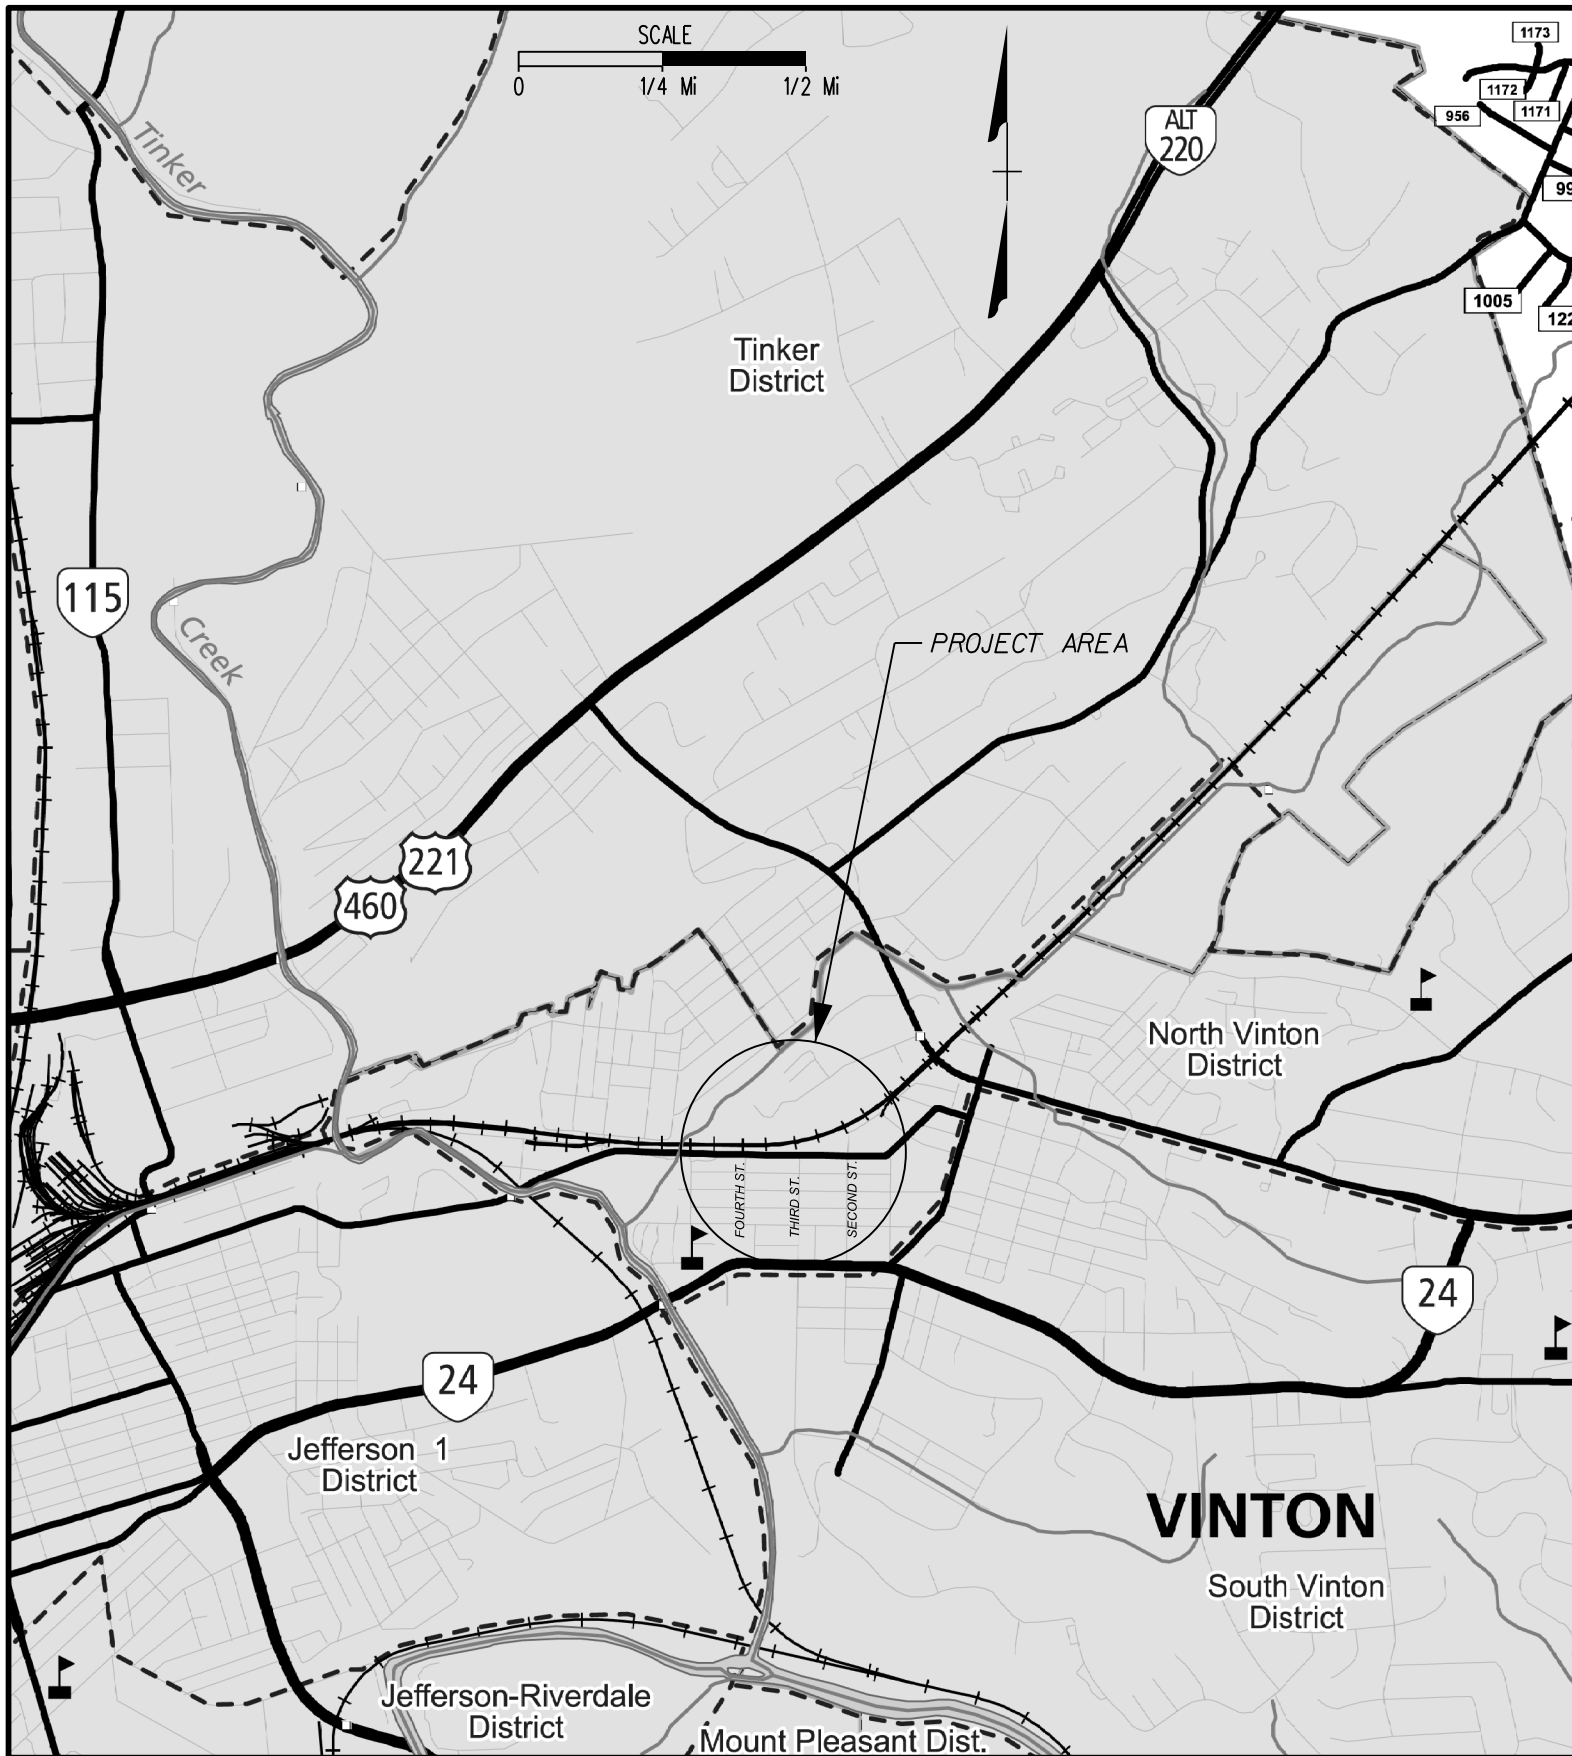 SCALE
0 1/4 Mi 1/2 Mi
1173
1172
1171
956
99
ALT
220
Tinker
1005
122
Tinker
District
115
Creek
PROJECT AREA
221
460
North Vinton
District
FOURTH ST.
THIRD ST.
SECOND ST.
24
24
Jefferson 1
District
VINTON
South Vinton
District
Jefferson-Riverdale
District
Mount Pleasant Dist.